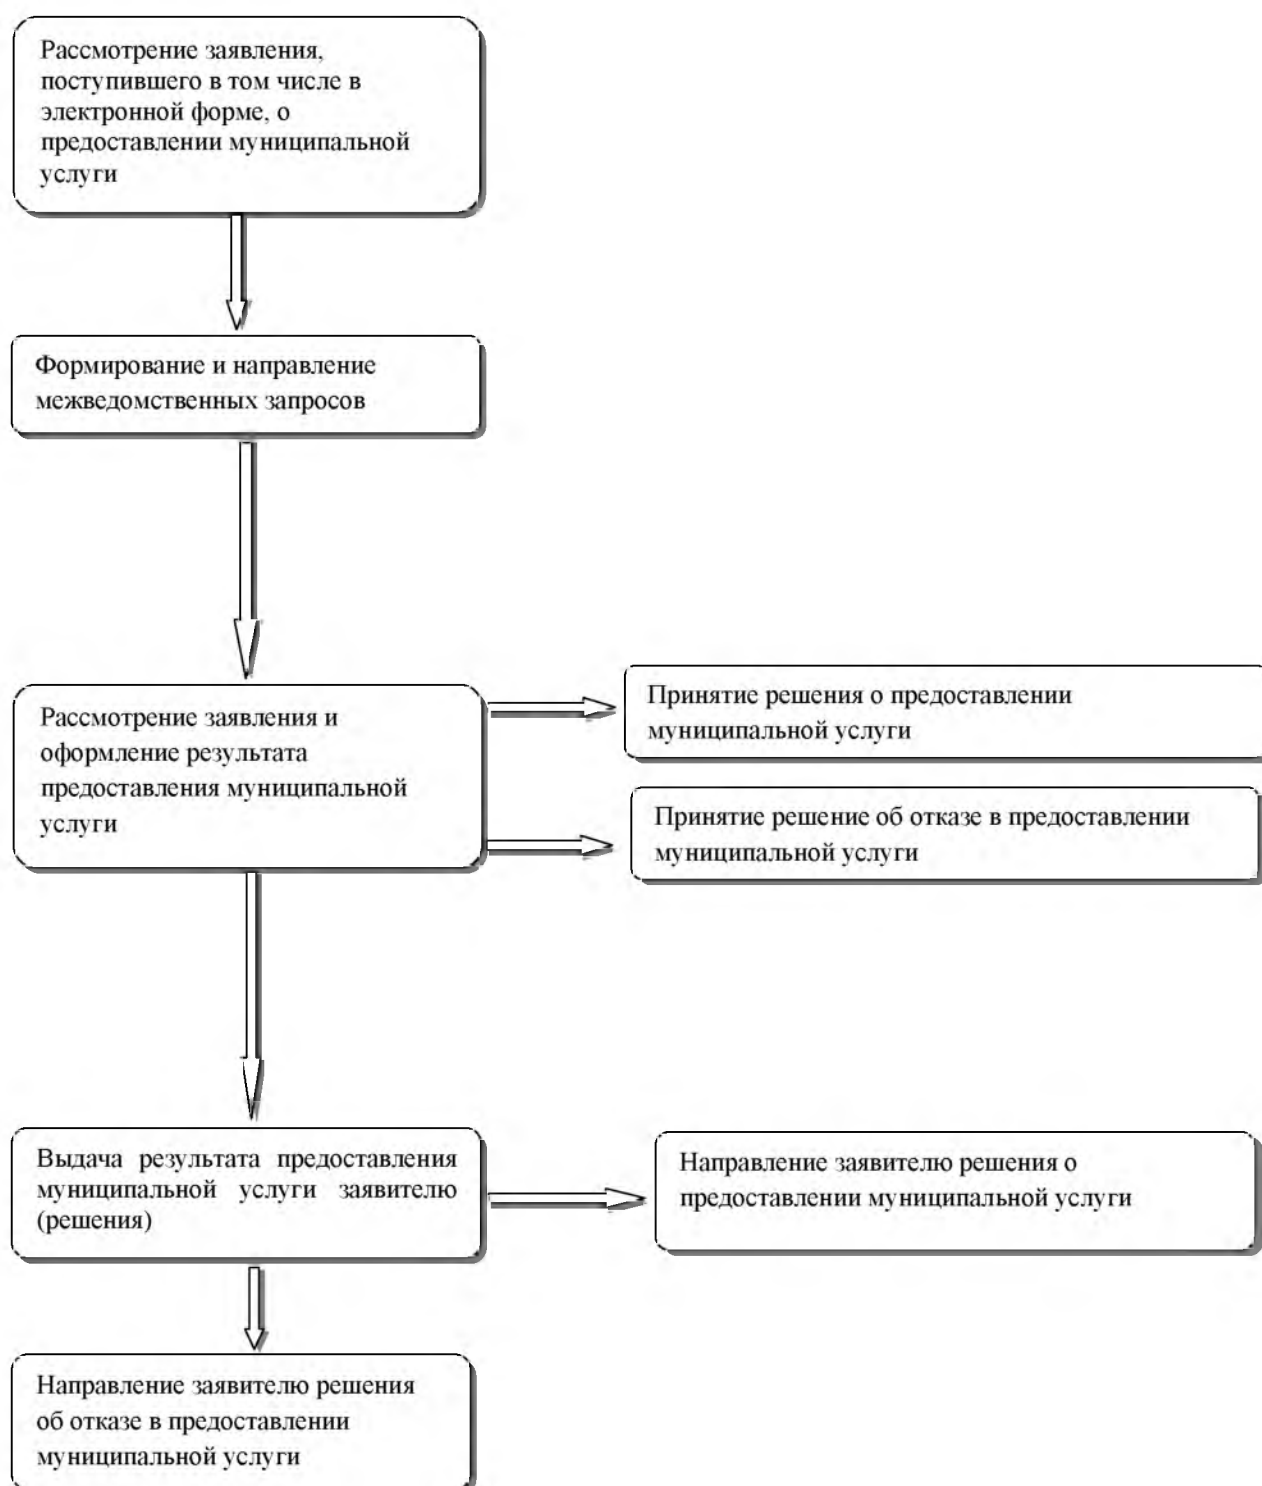 Рассмотрение заявления,
поступившего в том числе в
электронной форме, о
предоставлении муниципальной
услуги
Формирование и направление
межведомственных запросов
Рассмотрение заявления и
оформление результата
предоставления муниципальной
услуги
Принятие решения о предоставлении
муниципальной услуги
Принятие решение об отказе в предоставлении
муниципальной услуги
Выдача результата предоставления
муниципальной услуги заявителю
(решения)
Направление заявителю решения о
предоставлении муниципальной услуги
Направление заявителю решения
об отказе в предоставлении
муниципальной услуги